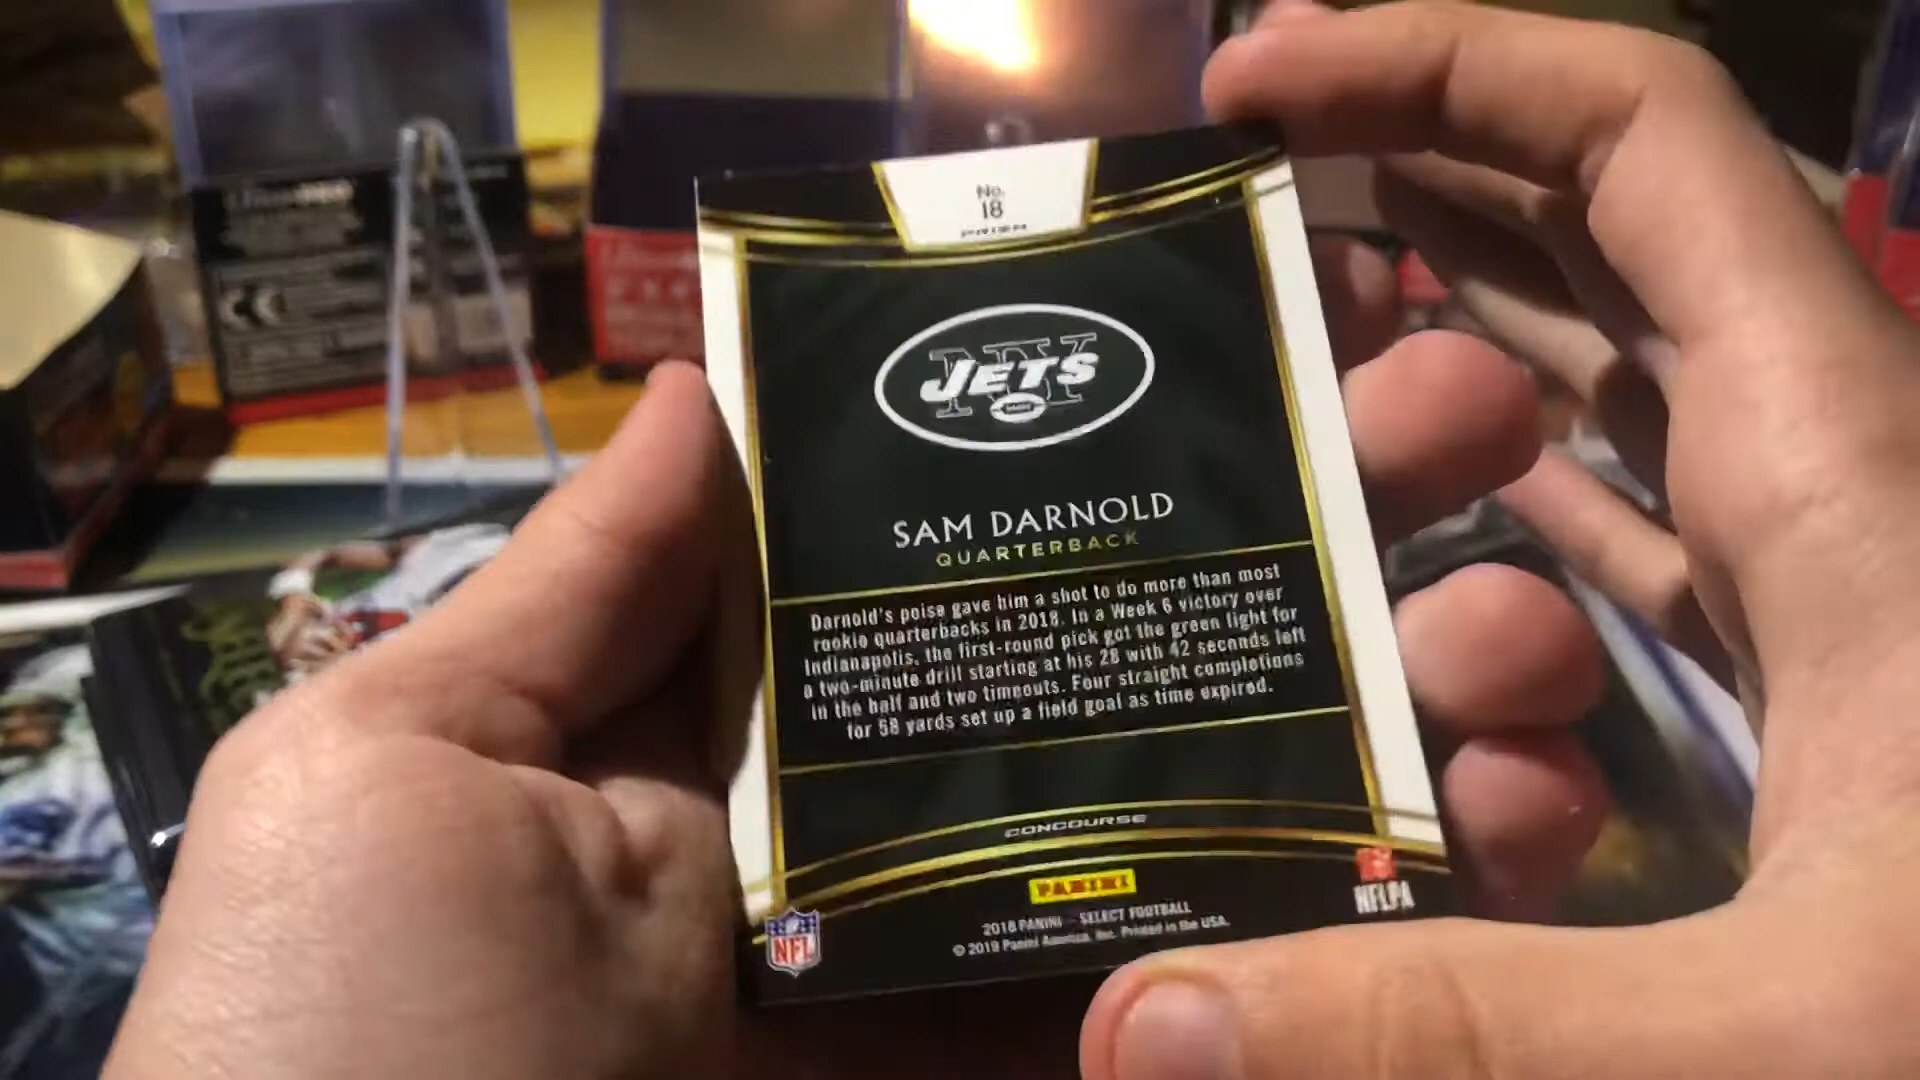 No.
18
PRIZM
NY
JETS
SAM DARNOLD
QUARTERBACK
Darnold's poise gave him a shot to do more than most
rookie quarterbacks in 2018. In a Week 6 victory over
Indianapolis, the first-round pick got the green light for
a two-minute drill starting at his 28 with 42 seconds left
in the half and two timeouts. Four straight completions
for 58 yards set up a field goal as time expired.
CONCOURSE
PANINI
NFLPA
2018 PANINI – SELECT FOOTBALL
© 2019 Panini America, Inc. Printed in the USA.
NFL